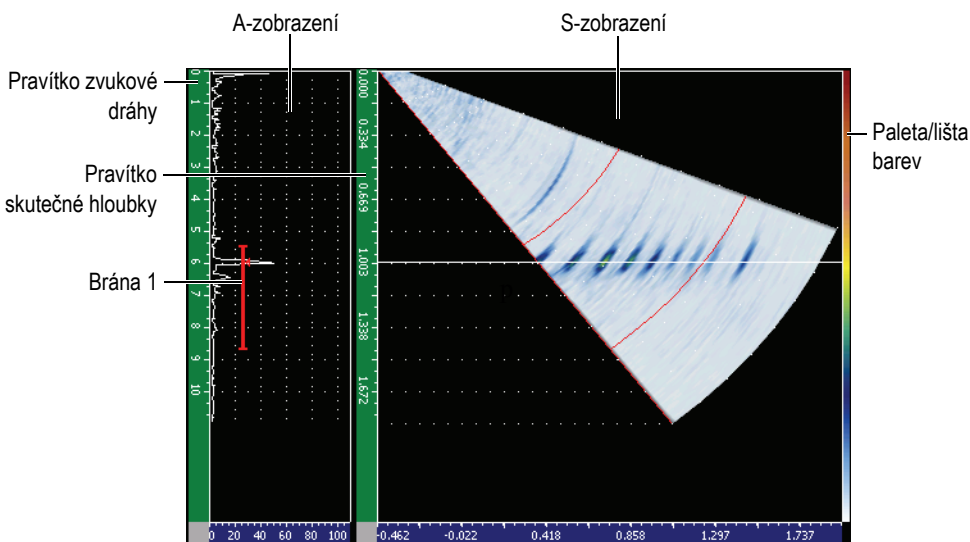 A-zobrazení
S-zobrazení
Pravítko zvukové
dráhy
Pravítko
skutečné hloubky
Brána 1
Paleta/lišta
barev
0
1
2
3
4
5
6
7
8
9
10
0.000
0.334
0.669
1.003
1.338
1.672
0 20 40 60 80 100
-0.462 -0.022 0.418 0.858 1.297 1.737